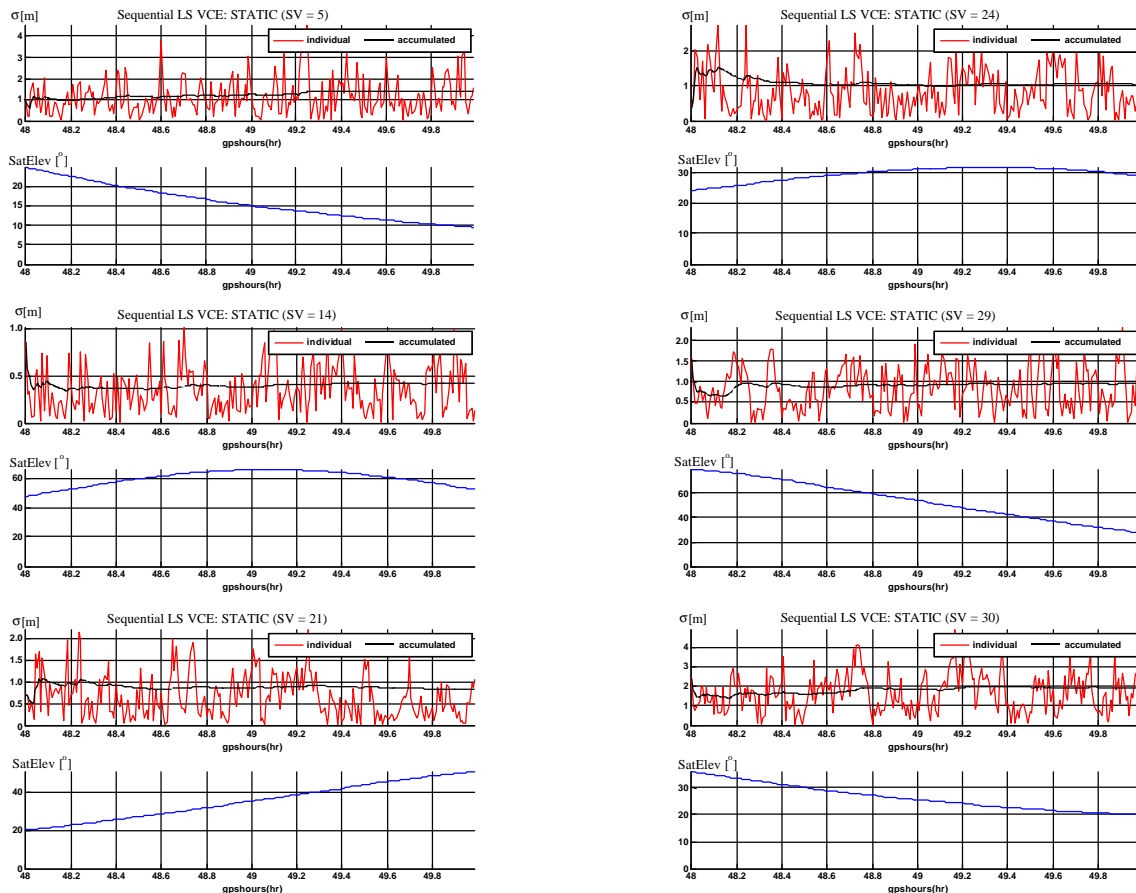 σ[m]
Sequential LS VCE: STATIC (SV = 5)
individual accumulated
4
3
2
1
0
48 48.2 48.4 48.6 48.8 49 49.2 49.4 49.6 49.8
gpshours(hr)
SatElev [°]
20
15
10
5
0
48 48.2 48.4 48.6 48.8 49 49.2 49.4 49.6 49.8
gpshours(hr)
σ[m]
Sequential LS VCE: STATIC (SV = 14)
individual accumulated
1.0
0.5
0
48 48.2 48.4 48.6 48.8 49 49.2 49.4 49.6 49.8
gpshours(hr)
SatElev [°]
60
40
20
0
48 48.2 48.4 48.6 48.8 49 49.2 49.4 49.6 49.8
gpshours(hr)
σ[m]
Sequential LS VCE: STATIC (SV = 21)
individual accumulated
2.0
1.5
1.0
0.5
0
48 48.2 48.4 48.6 48.8 49 49.2 49.4 49.6 49.8
gpshours(hr)
SatElev [°]
40
20
0
48 48.2 48.4 48.6 48.8 49 49.2 49.4 49.6 49.8
gpshours(hr)
σ[m]
Sequential LS VCE: STATIC (SV = 24)
individual accumulated
2
1
0
48 48.2 48.4 48.6 48.8 49 49.2 49.4 49.6 49.8
gpshours(hr)
SatElev [°]
30
20
10
0
48 48.2 48.4 48.6 48.8 49 49.2 49.4 49.6 49.8
gpshours(hr)
σ[m]
Sequential LS VCE: STATIC (SV = 29)
individual accumulated
2.0
1.5
1.0
0.5
0
48 48.2 48.4 48.6 48.8 49 49.2 49.4 49.6 49.8
gpshours(hr)
SatElev [°]
60
40
20
0
48 48.2 48.4 48.6 48.8 49 49.2 49.4 49.6 49.8
gpshours(hr)
σ[m]
Sequential LS VCE: STATIC (SV = 30)
individual accumulated
4
3
2
1
0
48 48.2 48.4 48.6 48.8 49 49.2 49.4 49.6 49.8
gpshours(hr)
SatElev [°]
30
20
10
0
48 48.2 48.4 48.6 48.8 49 49.2 49.4 49.6 49.8
gpshours(hr)